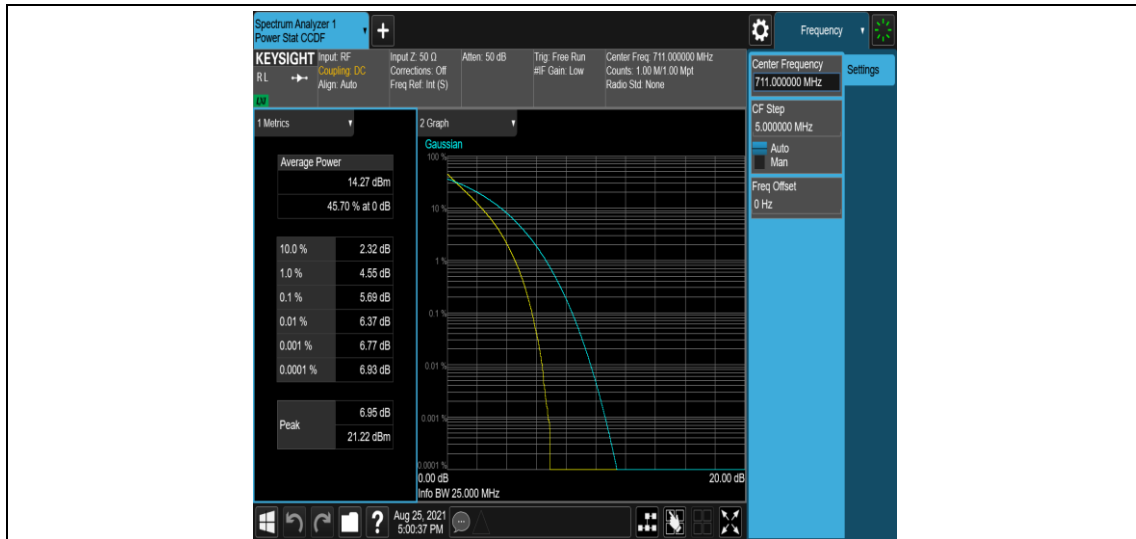 Spectrum Analyzer 1
Power Stat CCDF
+
Frequency
KEYSIGHT
RL
LXI
Input: RF
Coupling: DC
Align: Auto
Input Z: 50 Ω
Corrections: Off
Freq Ref: Int (S)
Atten: 50 dB
Trig: Free Run
#IF Gain: Low
Center Freq: 711.000000 MHz
Counts: 1.00 M/1.00 Mpt
Radio Std: None
Center Frequency
711.000000 MHz
Settings
CF Step
5.000000 MHz
Auto
Man
Freq Offset
0 Hz
1 Metrics
Average Power
14.27 dBm
45.70 % at 0 dB
10.0 % 2.32 dB
1.0 % 4.55 dB
0.1 % 5.69 dB
0.01 % 6.37 dB
0.001 % 6.77 dB
0.0001 % 6.93 dB
Peak
6.95 dB
21.22 dBm
2 Graph
Gaussian
100 %
10 %
1 %
0.1 %
0.01 %
0.001 %
0.0001 %
0.00 dB 20.00 dB
Info BW 25.000 MHz
?
Aug 25, 2021
5:00:37 PM